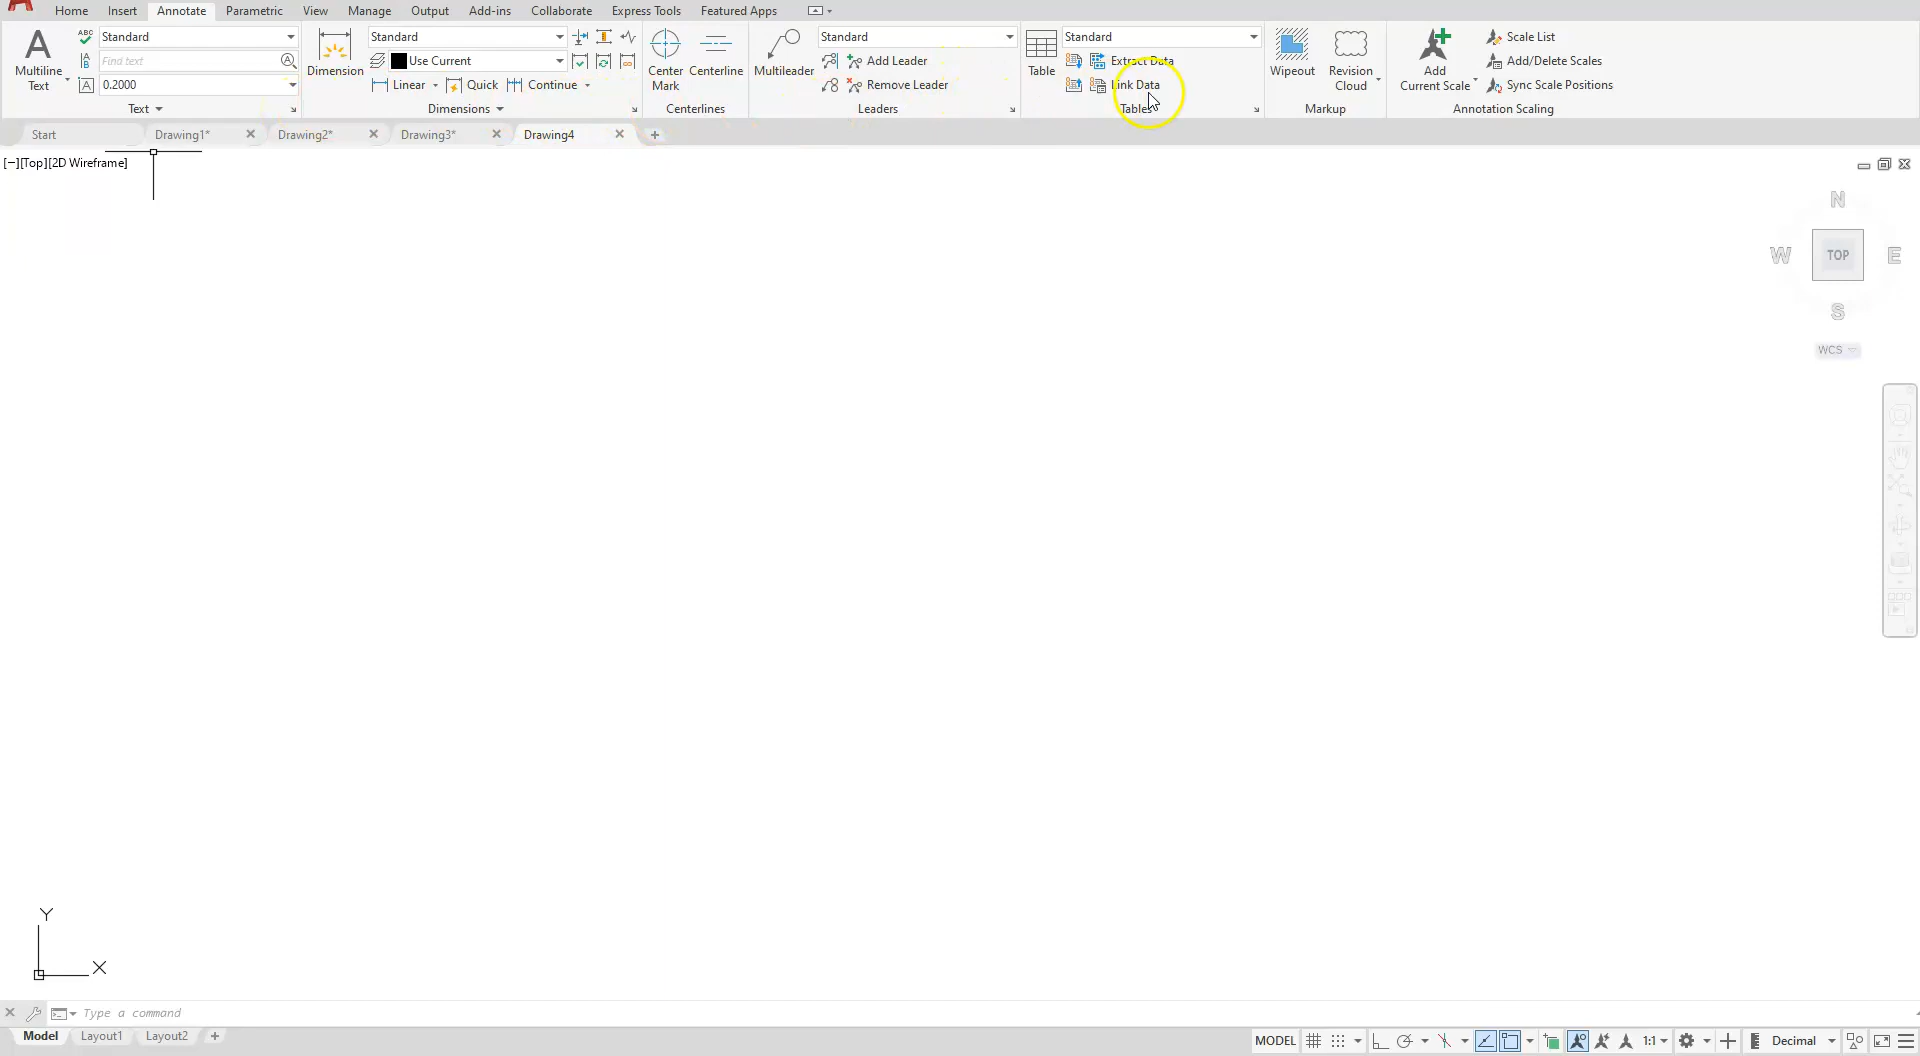 Home Insert Annotate Parametric View Manage Output Add-ins Collaborate Express Tools Featured Apps
Multiline Text
ABC
Standard
Find text
0.2000
Text
Dimension
Standard
Use Current
Linear Quick Continue
Dimensions
Center Mark
Centerline
Centerlines
Multileader
Standard
Add Leader
Remove Leader
Leaders
Table
Standard
Extract Data
Link Data
Tables
Wipeout
Revision Cloud
Markup
Add Current Scale
Scale List
Add/Delete Scales
Sync Scale Positions
Annotation Scaling
Start Drawing1* Drawing2* Drawing3* Drawing4
[−][Top][2D Wireframe]
N
W TOP E
S
WCS
Y
X
Type a command
Model Layout1 Layout2
MODEL 1:1 Decimal